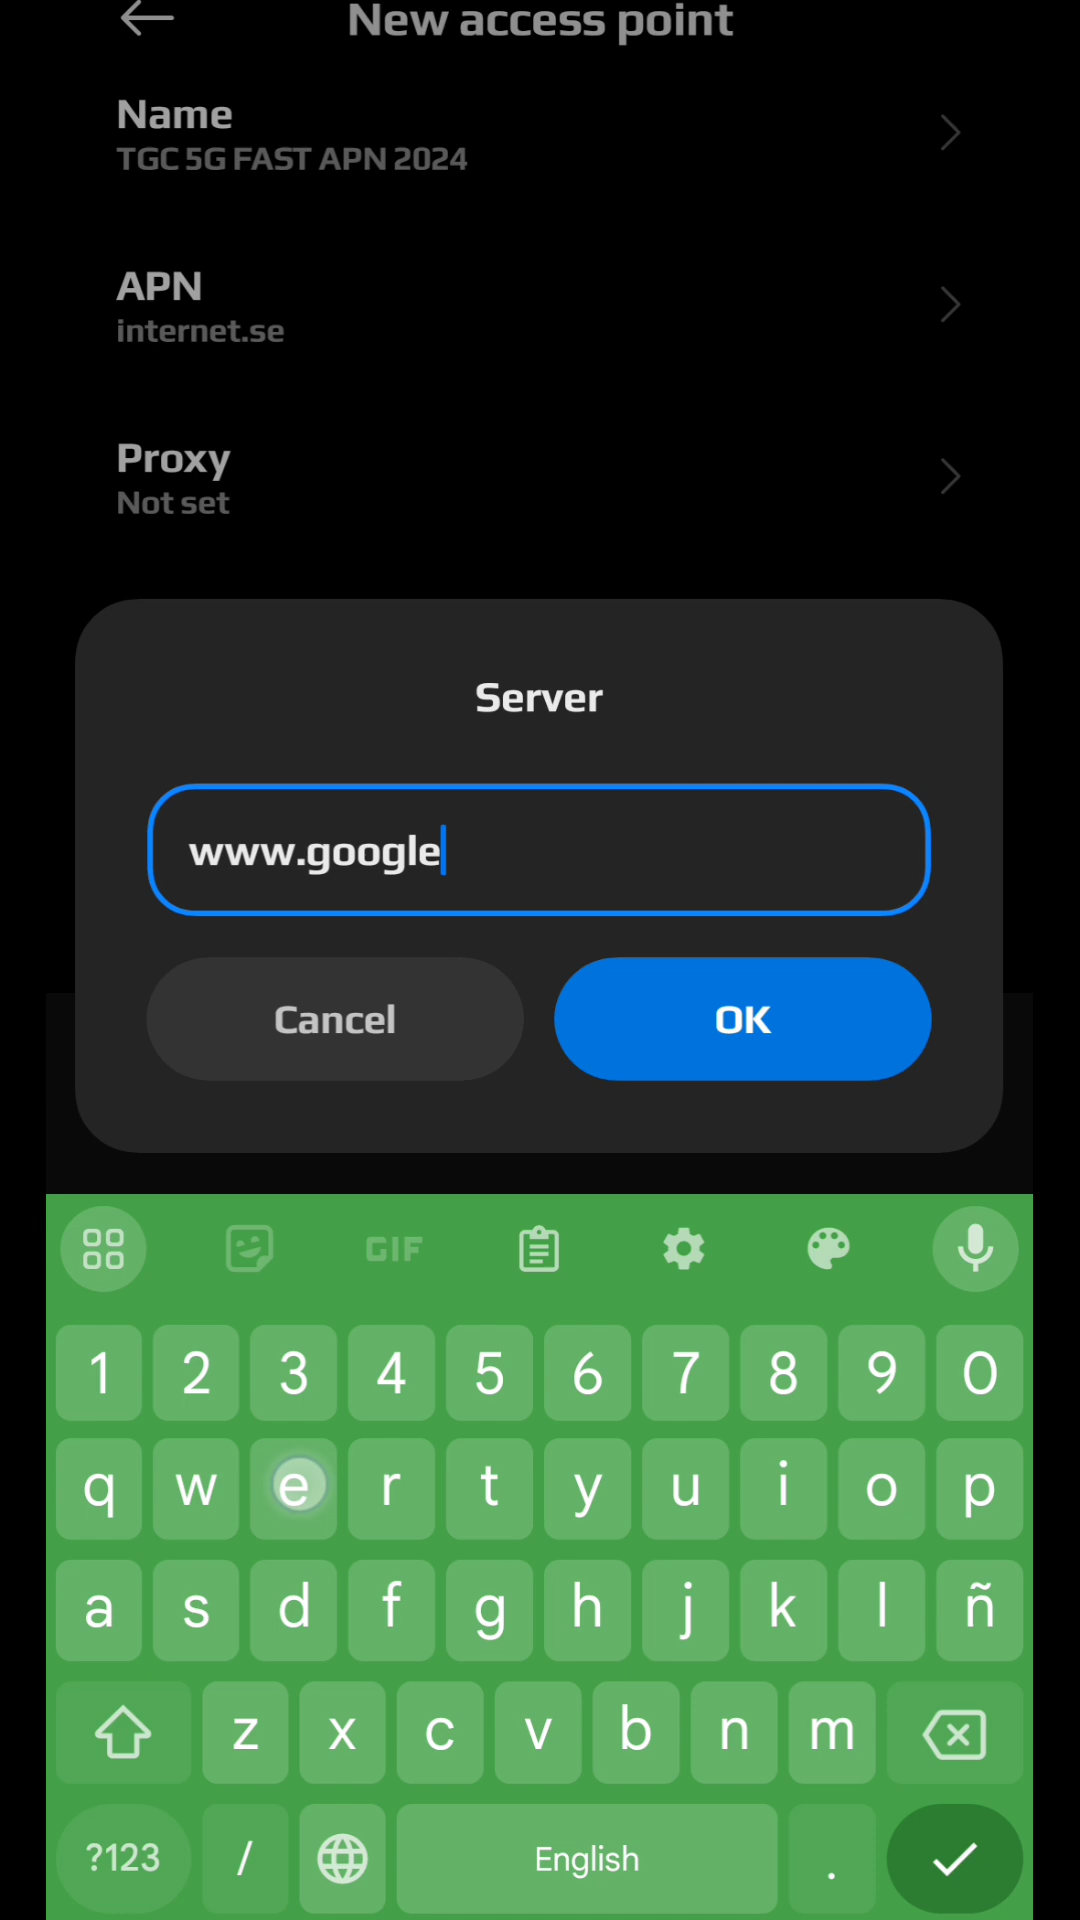 New access point
Name
TGC 5G FAST APN 2024
APN
internet.se
Proxy
Not set
Server
www.google
Cancel OK
GIF
1 2 3 4 5 6 7 8 9 0
q w e r t y u i o p
a s d f g h j k l ñ
z x c v b n m
?123 / English .